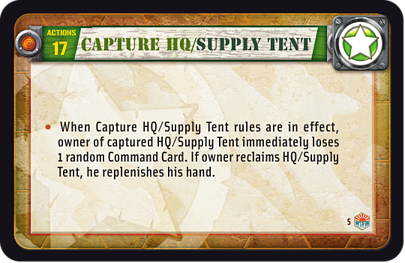 ACTIONS
17
CAPTURE HQ/SUPPLY TENT
• When Capture HQ/Supply Tent rules are in effect,
owner of captured HQ/Supply Tent immediately loses
1 random Command Card. If owner reclaims HQ/Supply
Tent, he replenishes his hand.
5